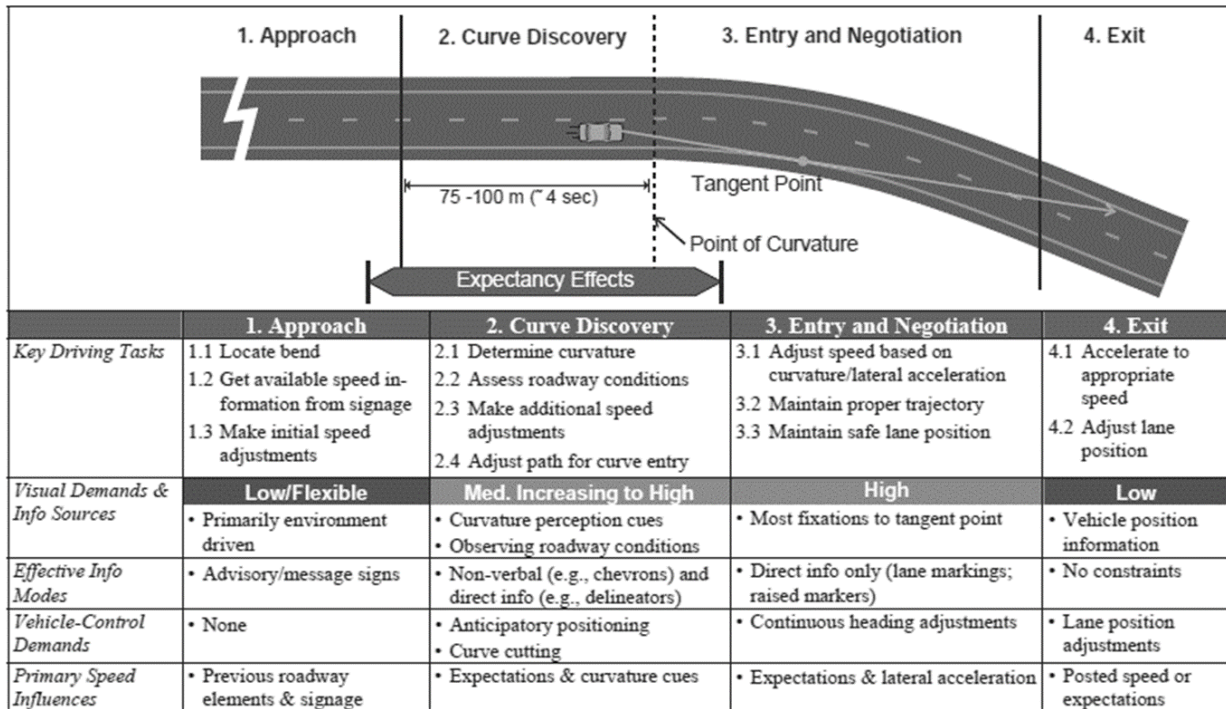 1. Approach
2. Curve Discovery
3. Entry and Negotiation
4. Exit
75 -100 m (~4 sec)
Tangent Point
Point of Curvature
Expectancy Effects
1. Approach
2. Curve Discovery
3. Entry and Negotiation
4. Exit
Key Driving Tasks
1.1 Locate bend
1.2 Get available speed in-
formation from signage
1.3 Make initial speed
adjustments
2.1 Determine curvature
2.2 Assess roadway conditions
2.3 Make additional speed
adjustments
2.4 Adjust path for curve entry
3.1 Adjust speed based on
curvature/lateral acceleration
3.2 Maintain proper trajectory
3.3 Maintain safe lane position
4.1 Accelerate to
appropriate
speed
4.2 Adjust lane
position
Visual Demands &
Info Sources
Low/Flexible
• Primarily environment
driven
Med. Increasing to High
• Curvature perception cues
• Observing roadway conditions
High
• Most fixations to tangent point
Low
• Vehicle position
information
Effective Info
Modes
• Advisory/message signs
• Non-verbal (e.g., chevrons) and
direct info (e.g., delineators)
• Direct info only (lane markings;
raised markers)
• No constraints
Vehicle-Control
Demands
• None
• Anticipatory positioning
• Curve cutting
• Continuous heading adjustments
• Lane position
adjustments
Primary Speed
Influences
• Previous roadway
elements & signage
• Expectations & curvature cues
• Expectations & lateral acceleration
• Posted speed or
expectations